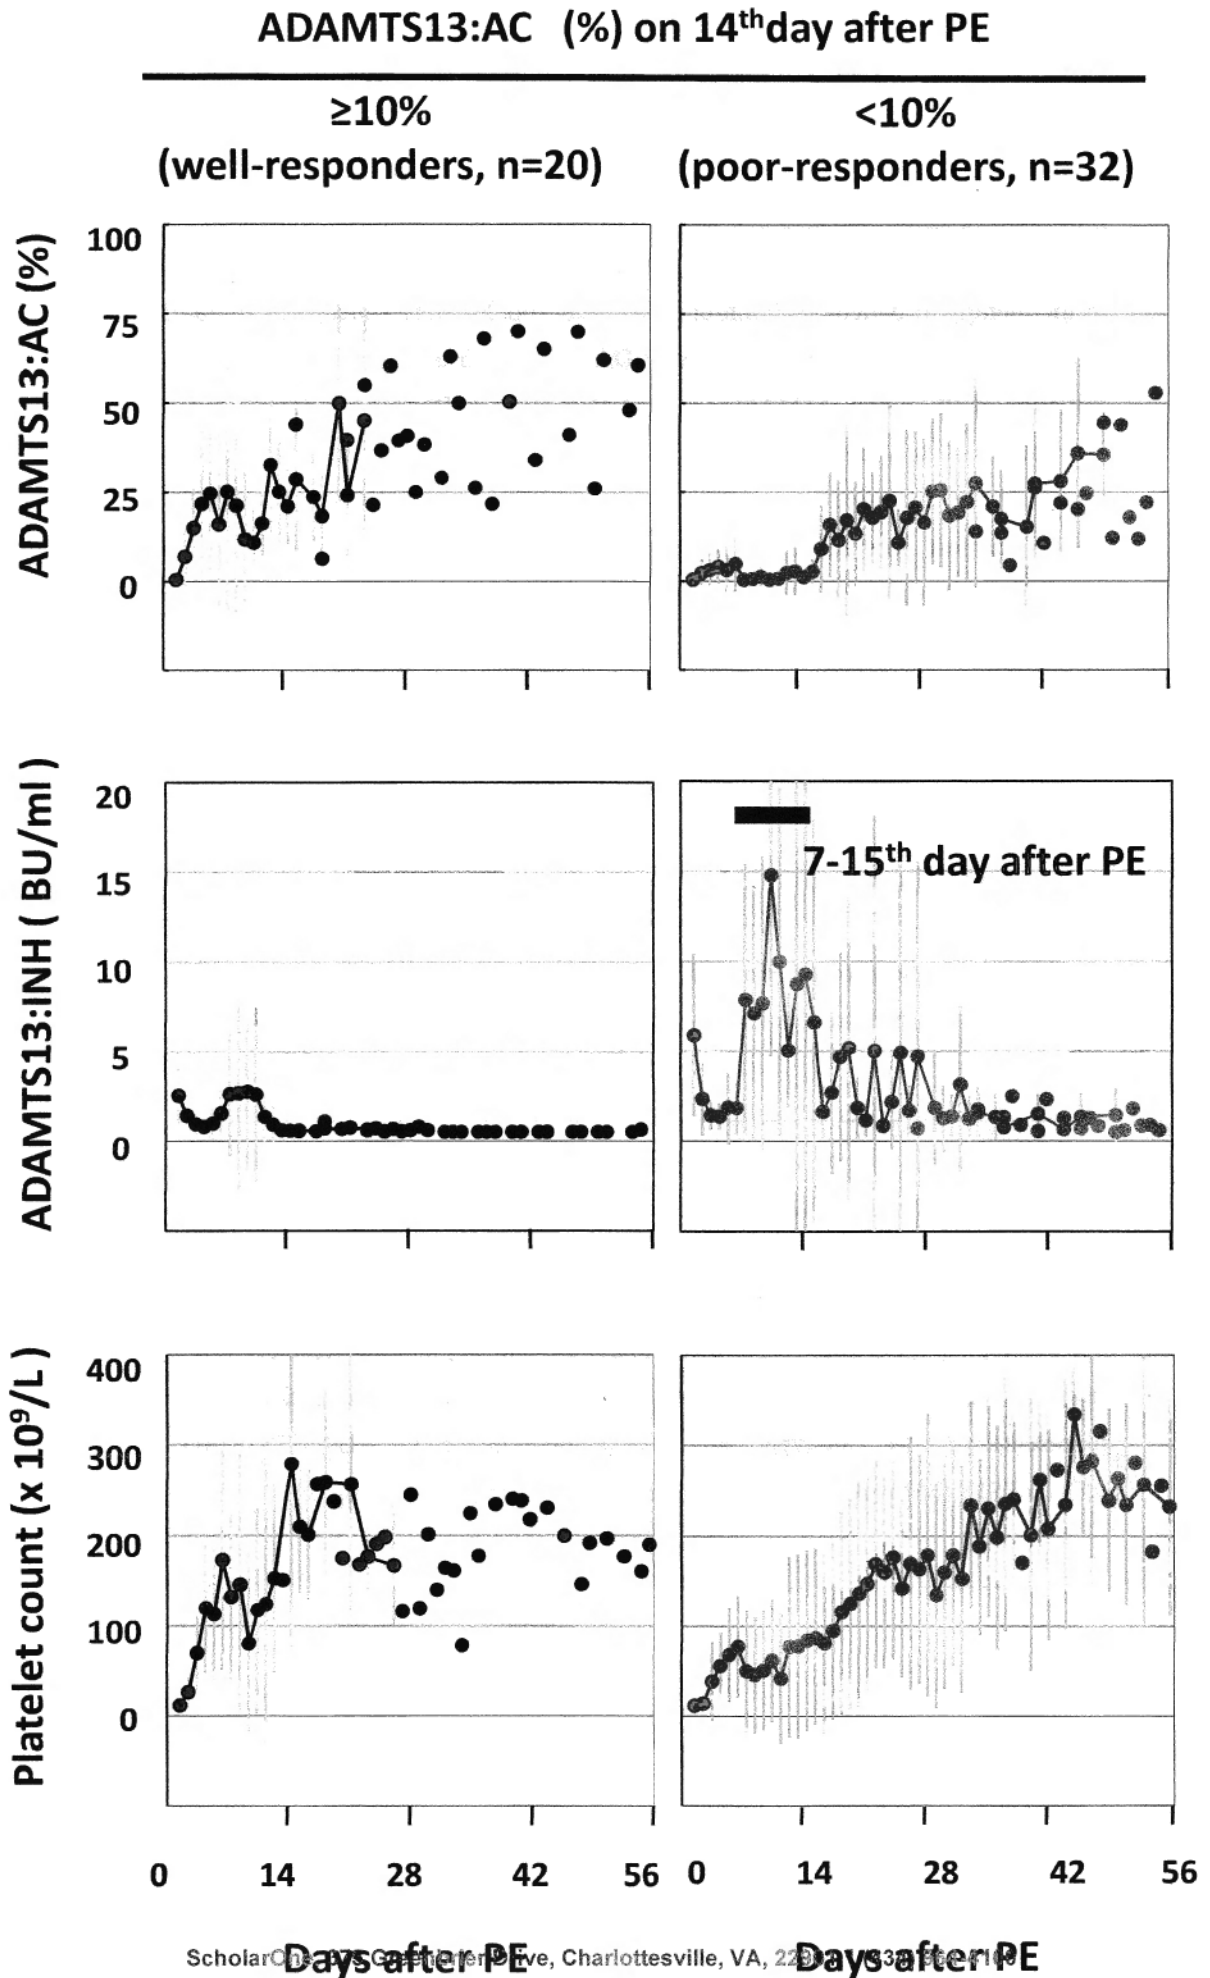 ADAMTS13:AC (%) on 14th day after PE
≥10%
(well-responders, n=20)
<10%
(poor-responders, n=32)
ADAMTS13:AC (%)
100
75
50
25
0
ADAMTS13:INH ( BU/ml )
20
15
10
5
0
7-15th day after PE
Platelet count (x 10⁹/L)
400
300
200
100
0
0 14 28 42 56
0 14 28 42 56
Days after PE
Days after PE
ScholarOne, Drive, Charlottesville, VA,